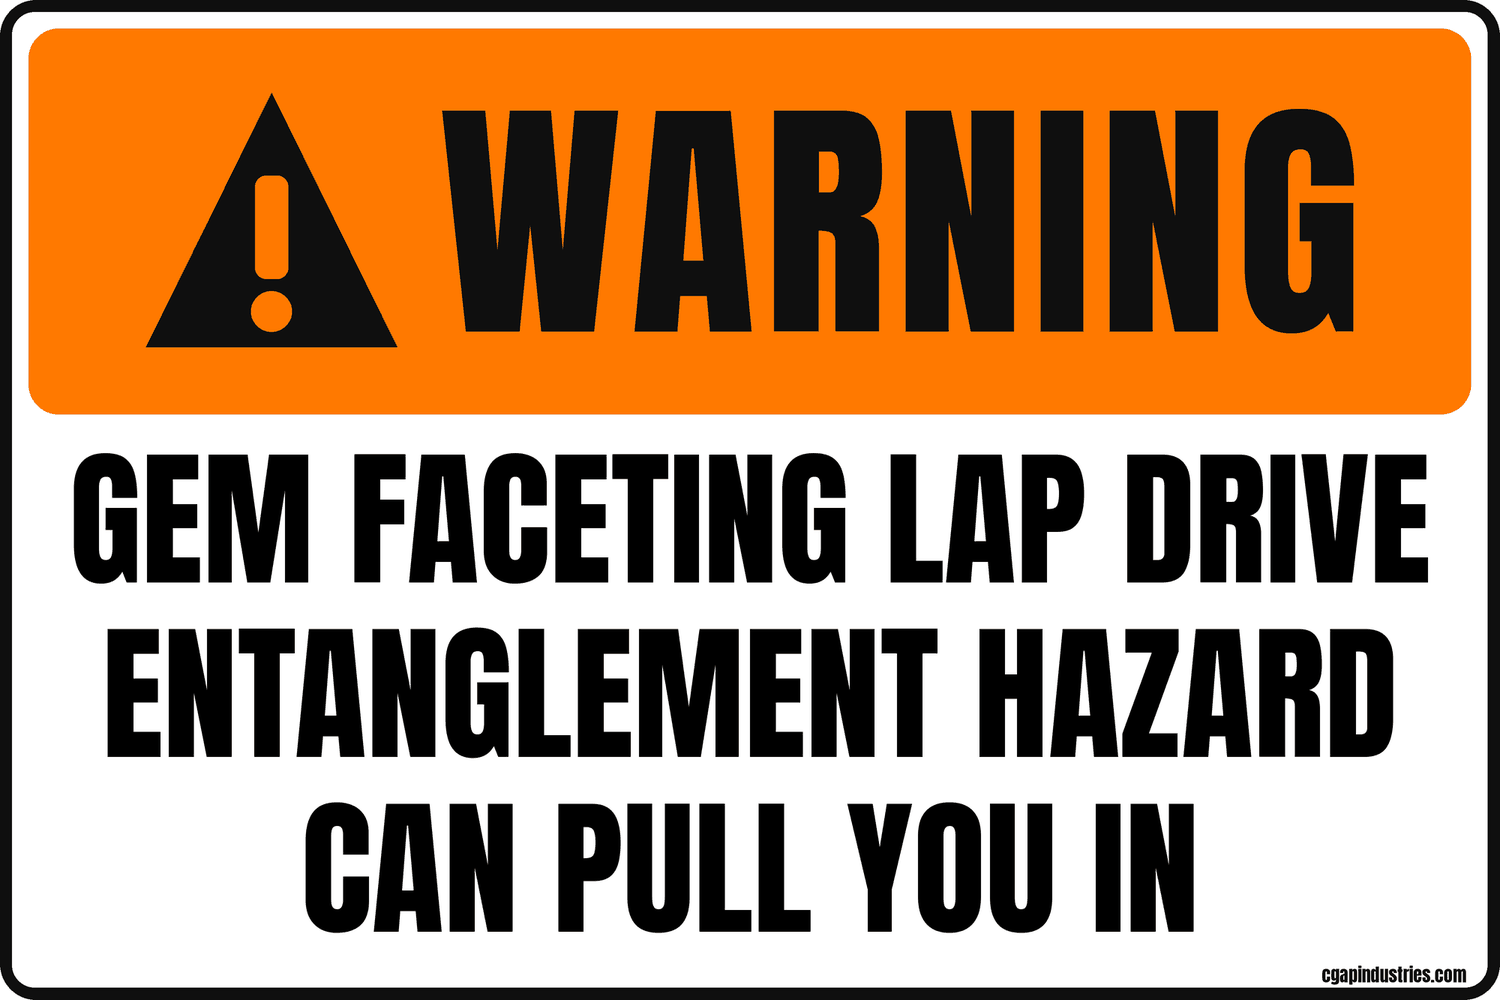 WARNING
GEM FACETING LAP DRIVE
ENTANGLEMENT HAZARD
CAN PULL YOU IN
cgapindustries.com